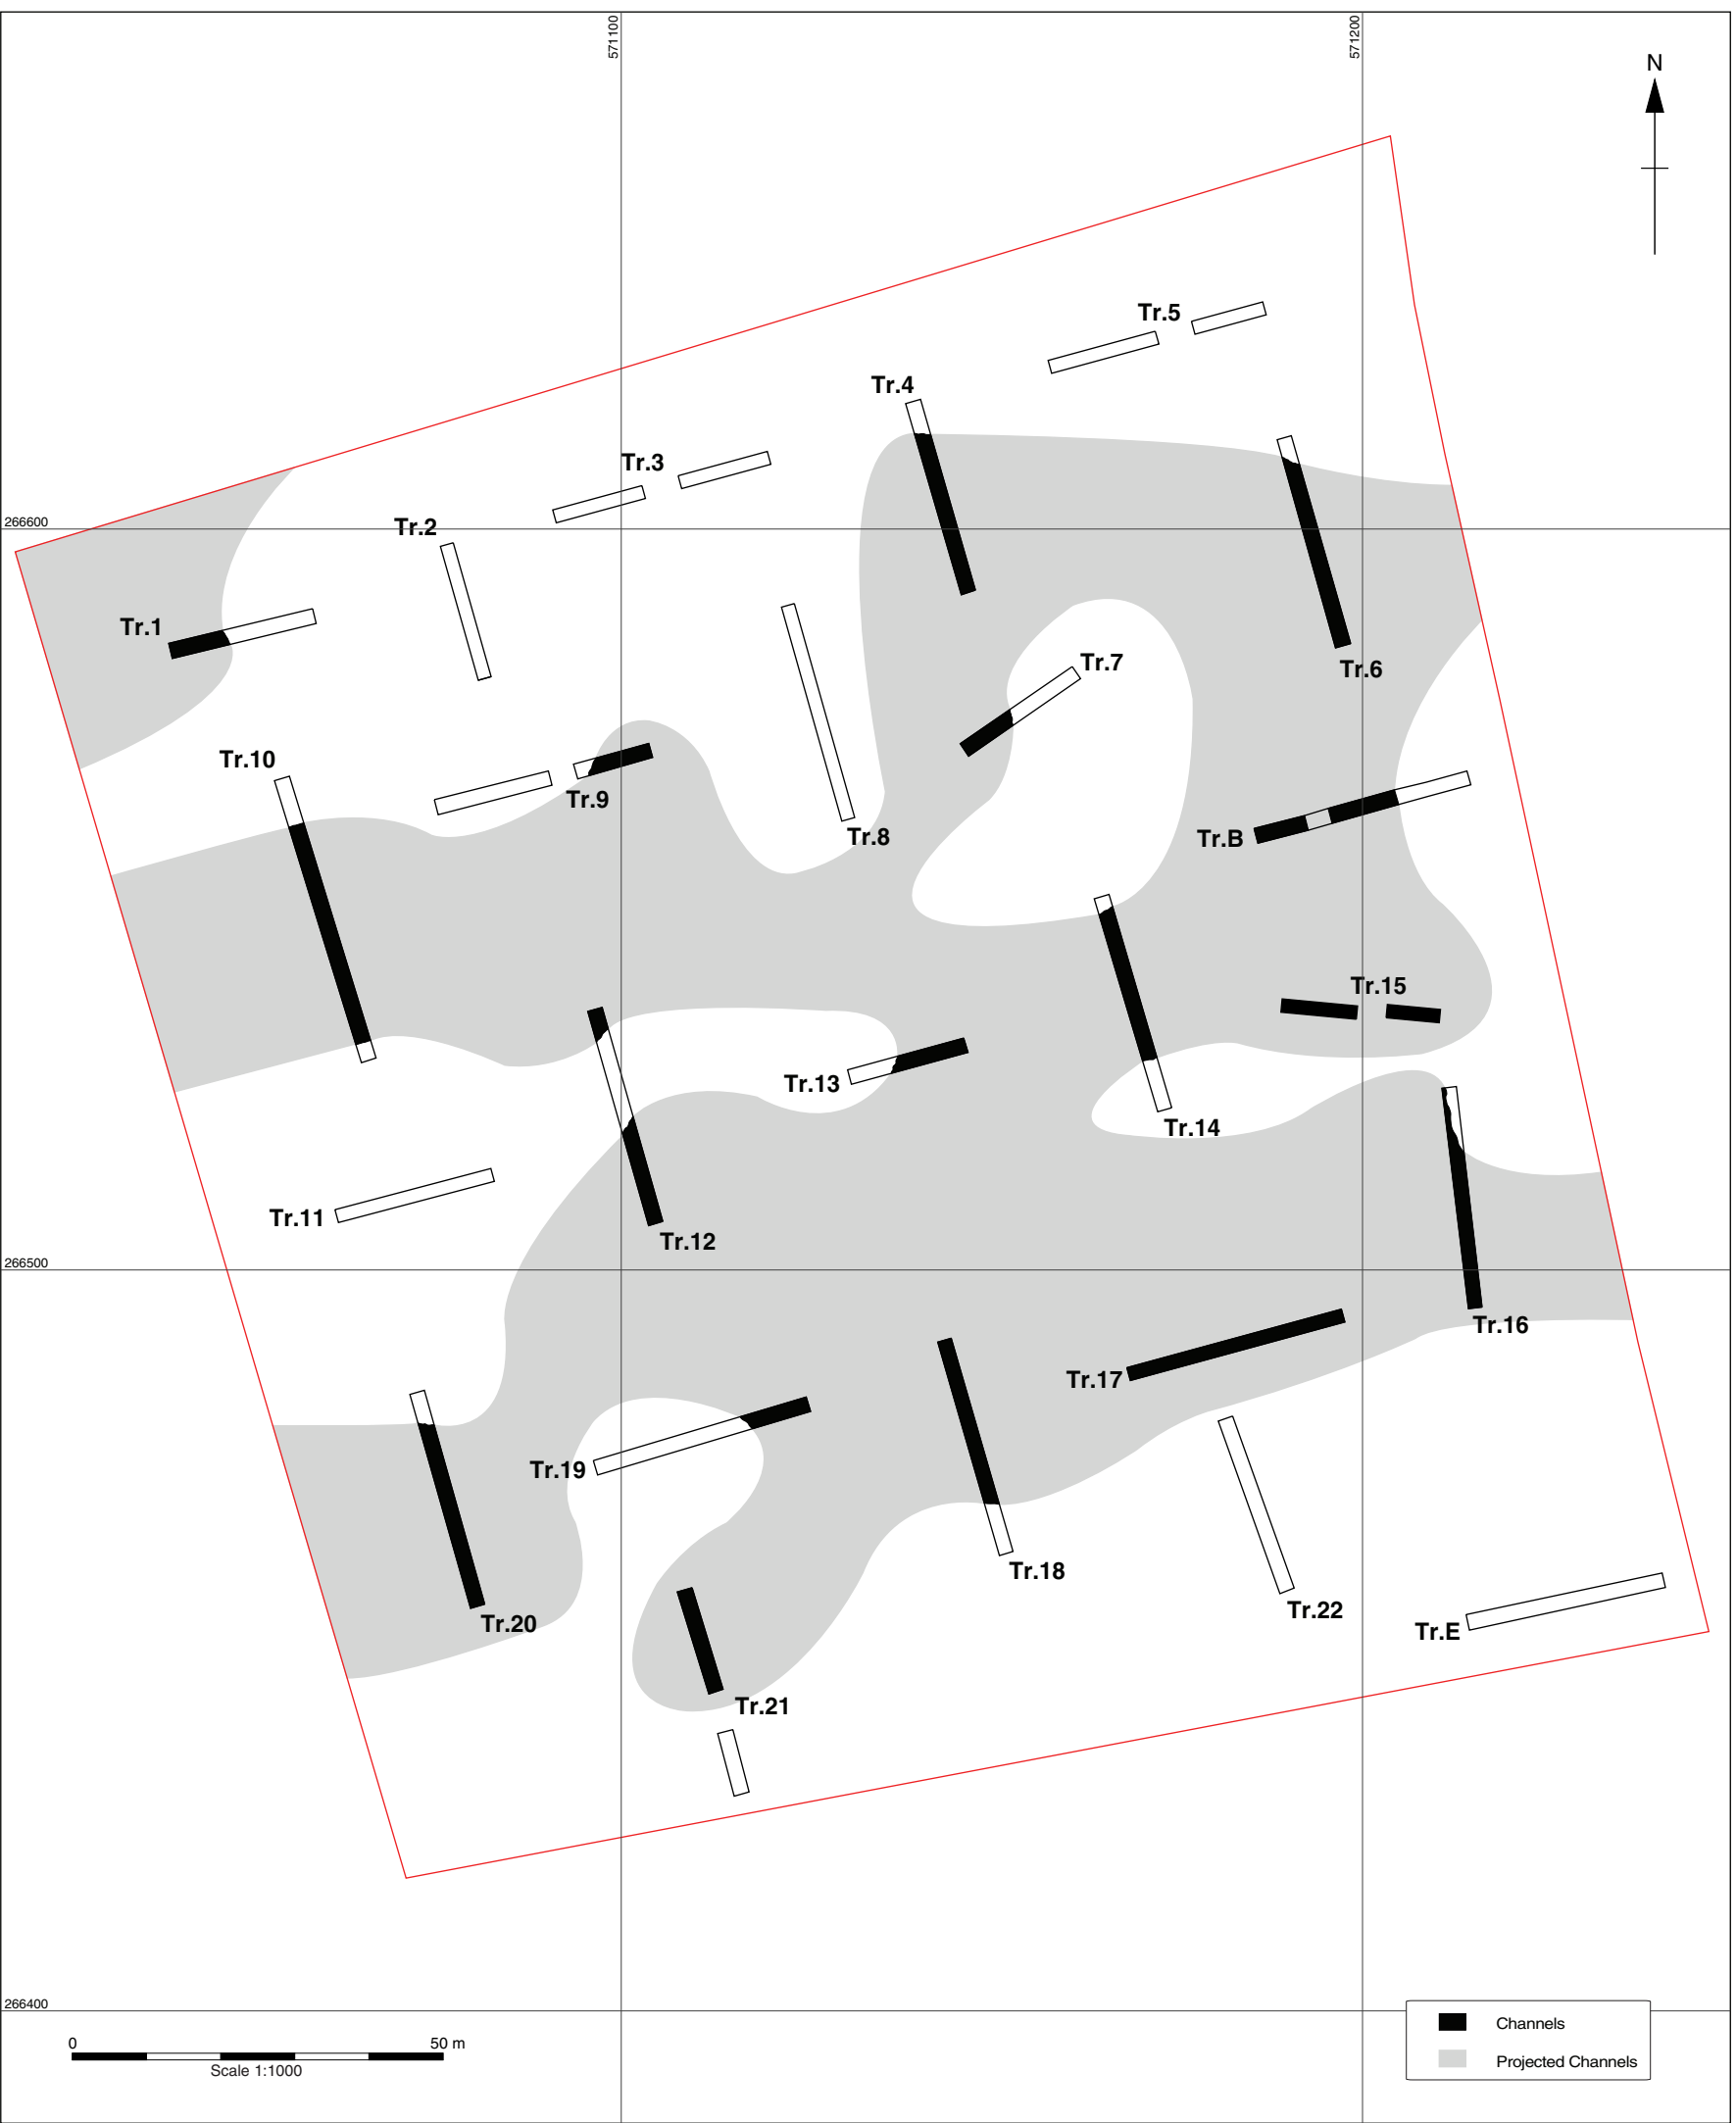 571100
571200
N
Tr.5
Tr.4
Tr.3
266600
Tr.2
Tr.1
Tr.7
Tr.6
Tr.10
Tr.9
Tr.8
Tr.B
Tr.15
Tr.13
Tr.14
Tr.11
Tr.12
266500
Tr.16
Tr.17
Tr.19
Tr.18
Tr.22
Tr.20
Tr.E
Tr.21
266400
0 50 m
Scale 1:1000
Channels
Projected Channels